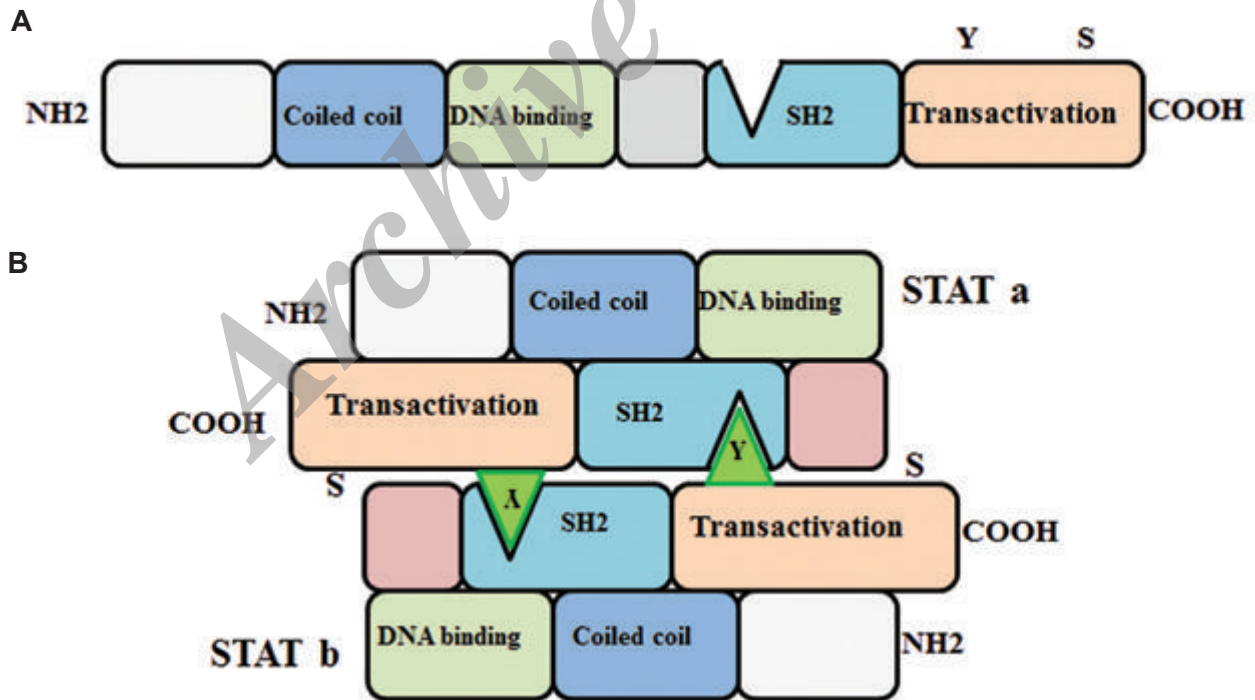 A
Y S
NH2 Coiled coil DNA binding SH2 Transactivation COOH
Archive
B
NH2 Coiled coil DNA binding STAT a
COOH Transactivation SH2 Y
S S
Y SH2 Transactivation COOH
STAT b DNA binding Coiled coil NH2